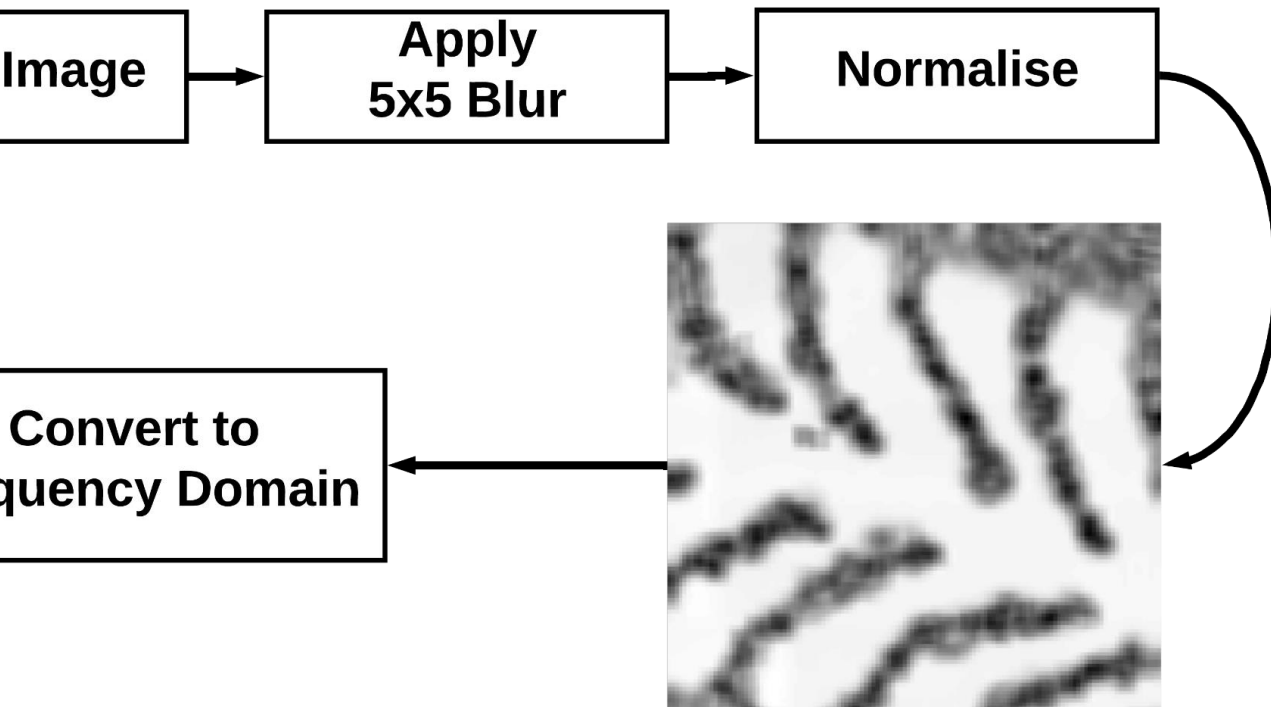 Image
Apply
5x5 Blur
Normalise
Convert to
quency Domain